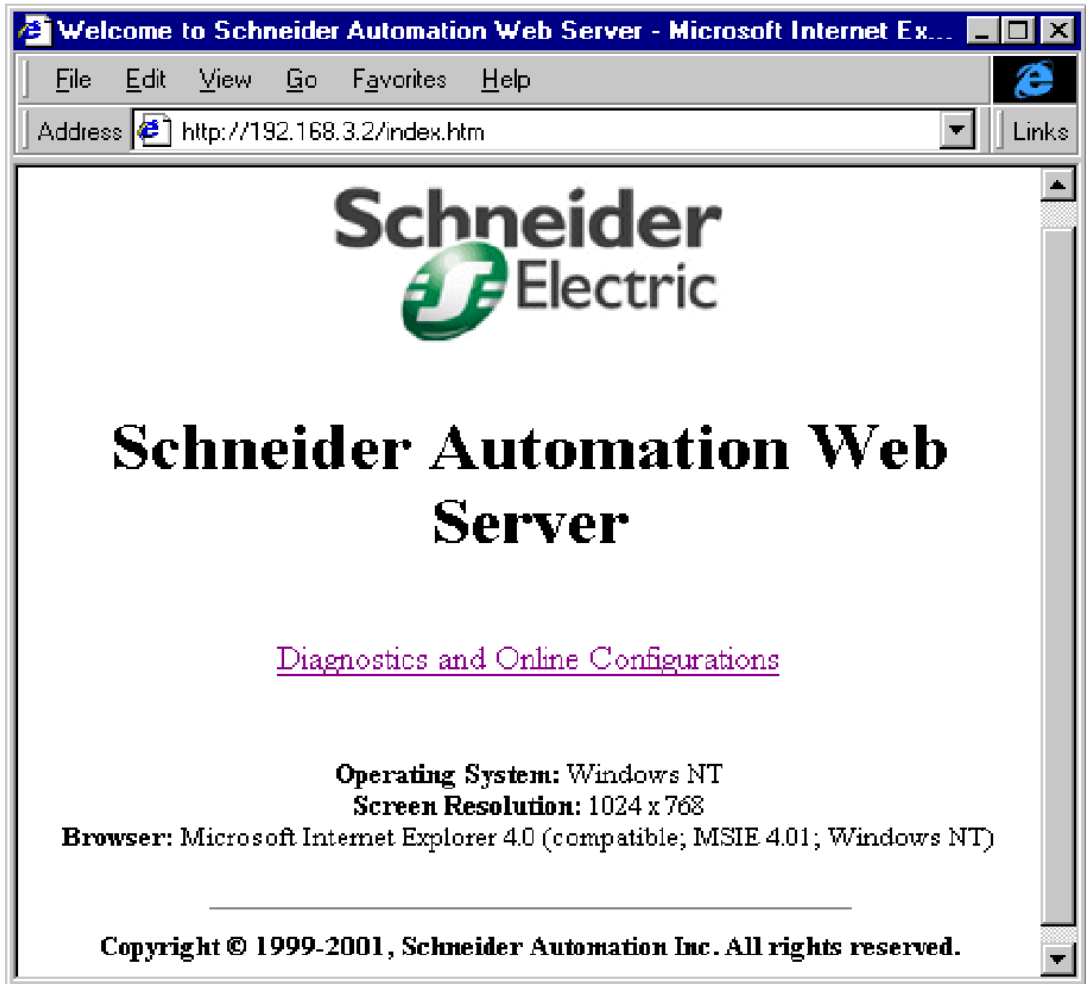 Welcome to Schneider Automation Web Server - Microsoft Internet Ex...
File Edit View Go Favorites Help
Address http://192.168.3.2/index.htm Links
Schneider
Electric
Schneider Automation Web
Server
Diagnostics and Online Configurations
Operating System: Windows NT
Screen Resolution: 1024 x 768
Browser: Microsoft Internet Explorer 4.0 (compatible; MSIE 4.01; Windows NT)
Copyright © 1999-2001, Schneider Automation Inc. All rights reserved.